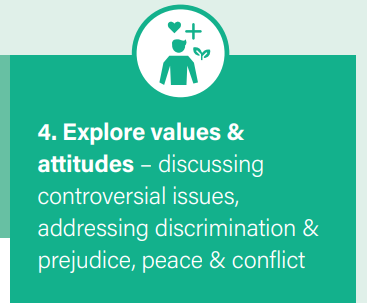 4. Explore values &
attitudes – discussing
controversial issues,
addressing discrimination &
prejudice, peace & conflict